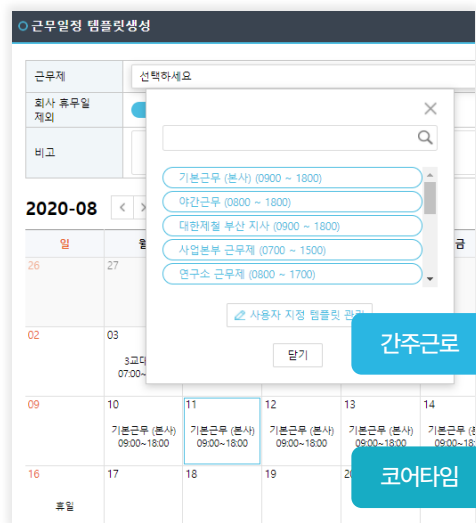 근무일정 템플릿생성
근무제
선택하세요
회사 휴무일
제외
비고
기본근무 (본사) (0900 ~ 1800)
야간근무 (0800 ~ 1800)
대한제철 부산 지사 (0900 ~ 1800)
사업본부 근무제 (0700 ~ 1500)
연구소 근무제 (0800 ~ 1700)
사용자 지정 템플릿
닫기
2020-08
일
금
26
27
02
03
3교대
07:00~
간주근로
09
10
11
12
13
14
기본근무 (본사)
09:00~18:00
기본근무 (본사)
09:00~18:00
기본근무 (본사)
09:00~18:00
기본근무 (본사)
09:00~18:00
기본근무
09:00~18:
16
17
18
19
휴일
코어타임